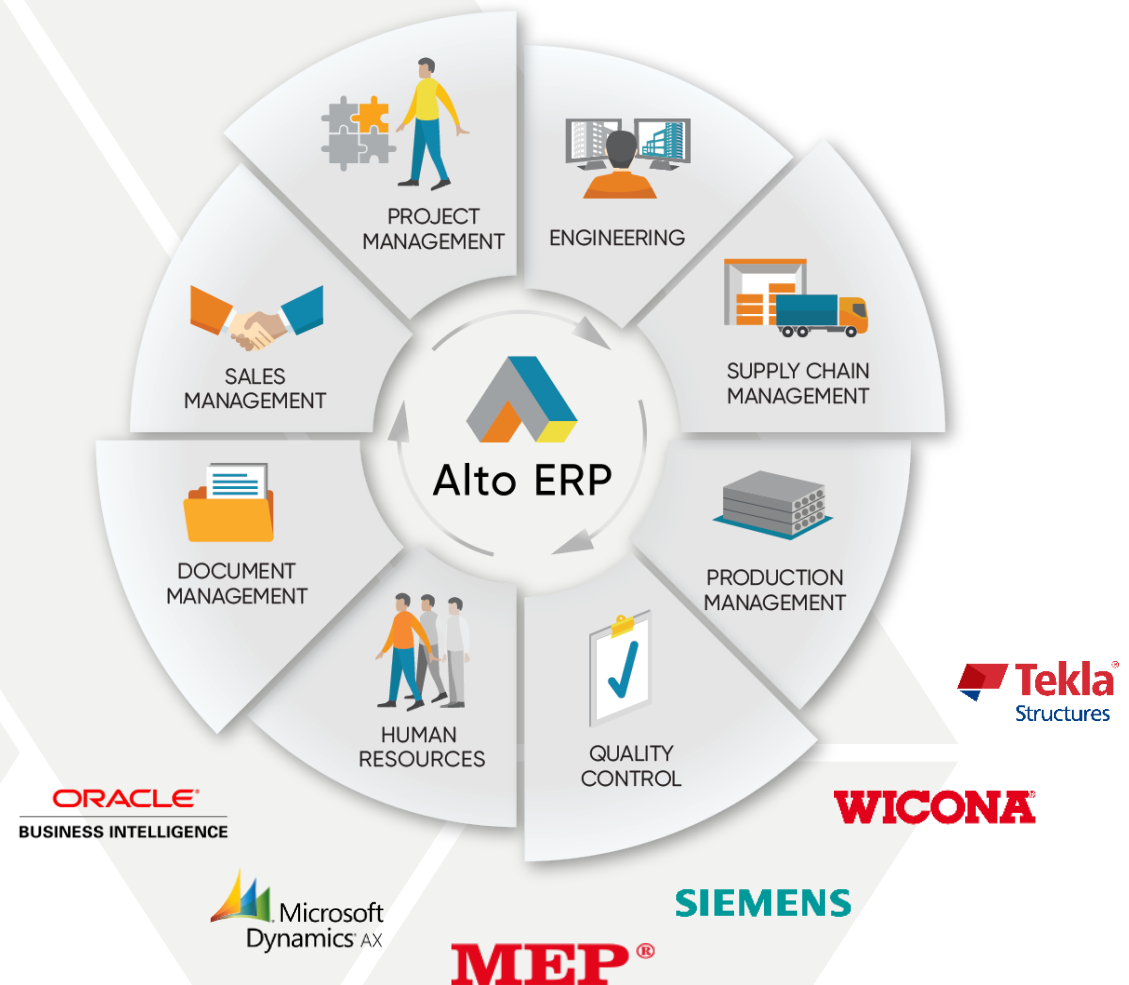 PROJECT
MANAGEMENT
ENGINEERING
SUPPLY CHAIN
MANAGEMENT
SALES
MANAGEMENT
Alto ERP
DOCUMENT
MANAGEMENT
PRODUCTION
MANAGEMENT
HUMAN
RESOURCES
QUALITY
CONTROL
Tekla®
Structures
ORACLE®
BUSINESS INTELLIGENCE
WICONA®
Microsoft
Dynamics® AX
SIEMENS
MEP®